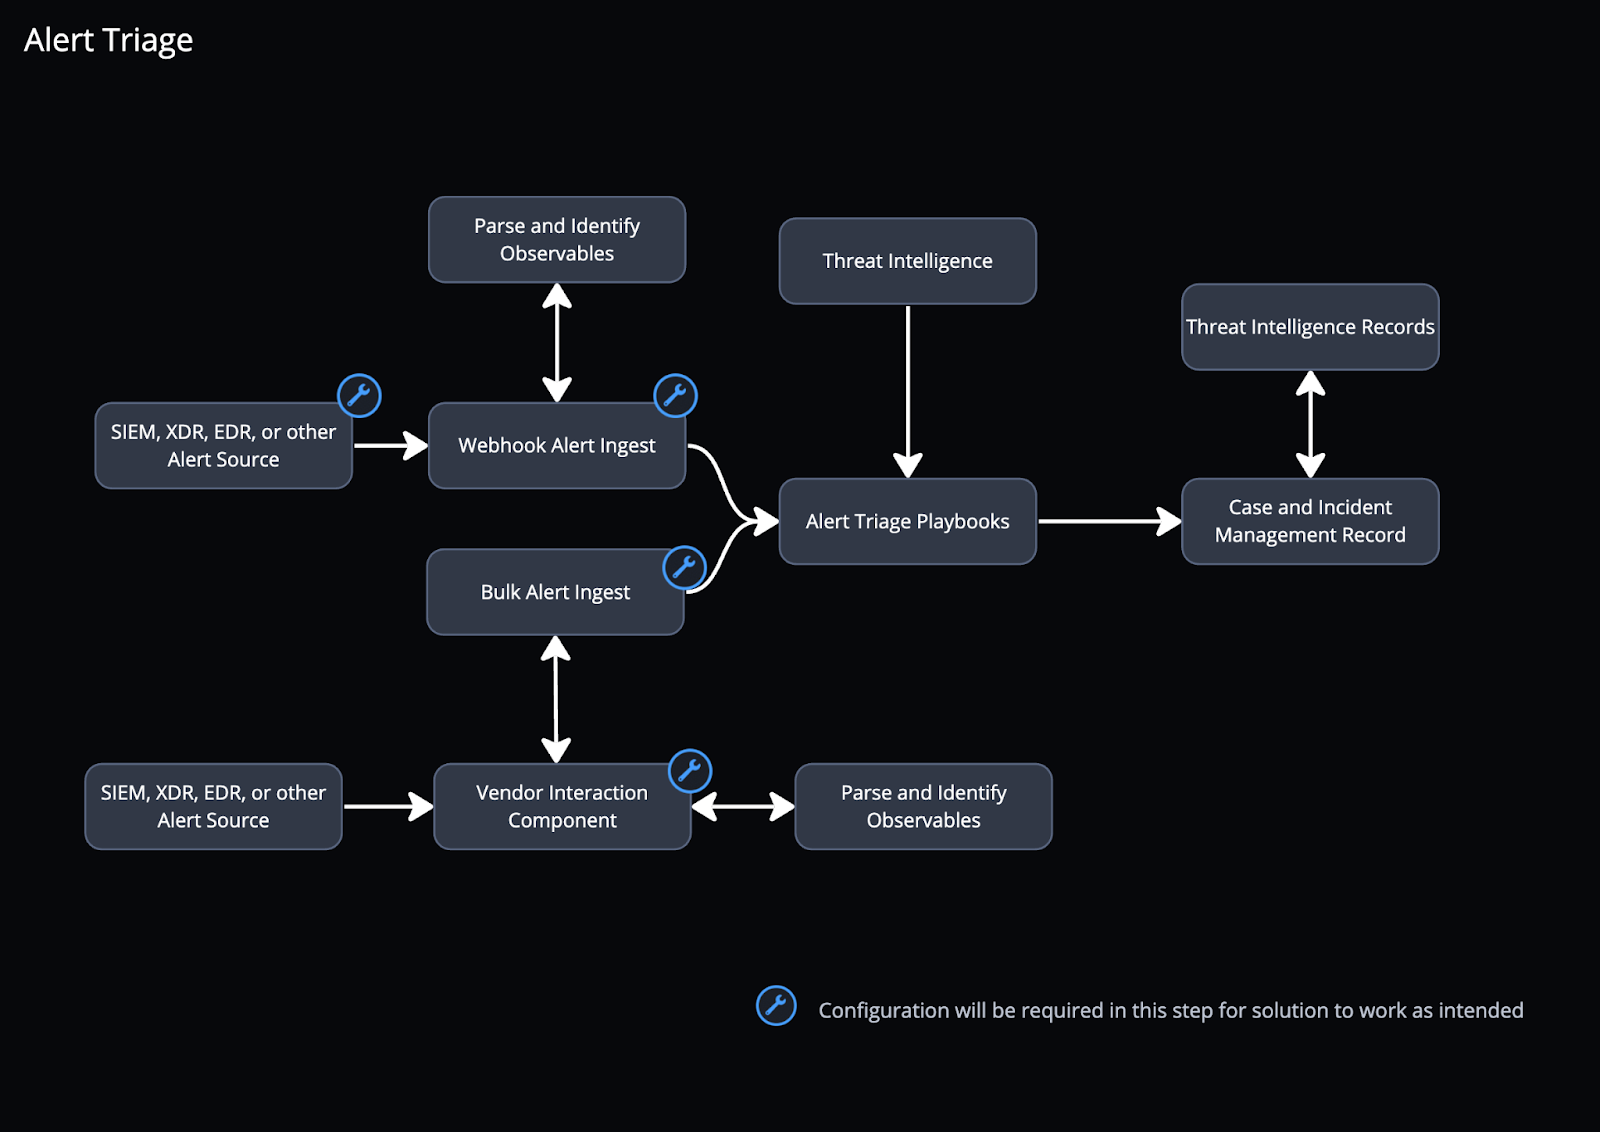 Alert Triage
Parse and Identify
Observables
Threat Intelligence
Threat Intelligence Records
SIEM, XDR, EDR, or other
Alert Source
Webhook Alert Ingest
Alert Triage Playbooks
Case and Incident
Management Record
Bulk Alert Ingest
SIEM, XDR, EDR, or other
Alert Source
Vendor Interaction
Component
Parse and Identify
Observables
Configuration will be required in this step for solution to work as intended